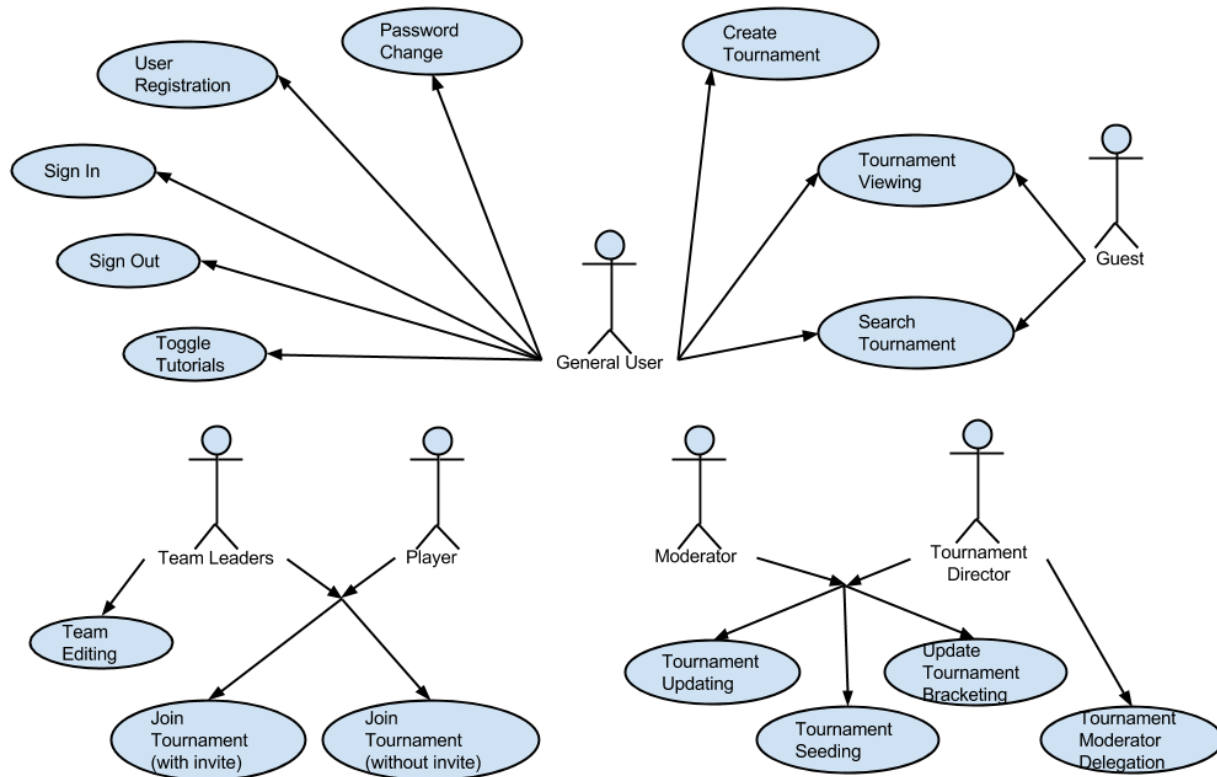 Password
Change
Create
Tournament
User
Registration
Sign In
Tournament
Viewing
Sign Out
Guest
Search
Tournament
Toggle
Tutorials
General User
Team Leaders
Player
Moderator
Tournament
Director
Team
Editing
Tournament
Updating
Update
Tournament
Bracketing
Join
Tournament
(with invite)
Join
Tournament
(without invite)
Tournament
Seeding
Tournament
Moderator
Delegation